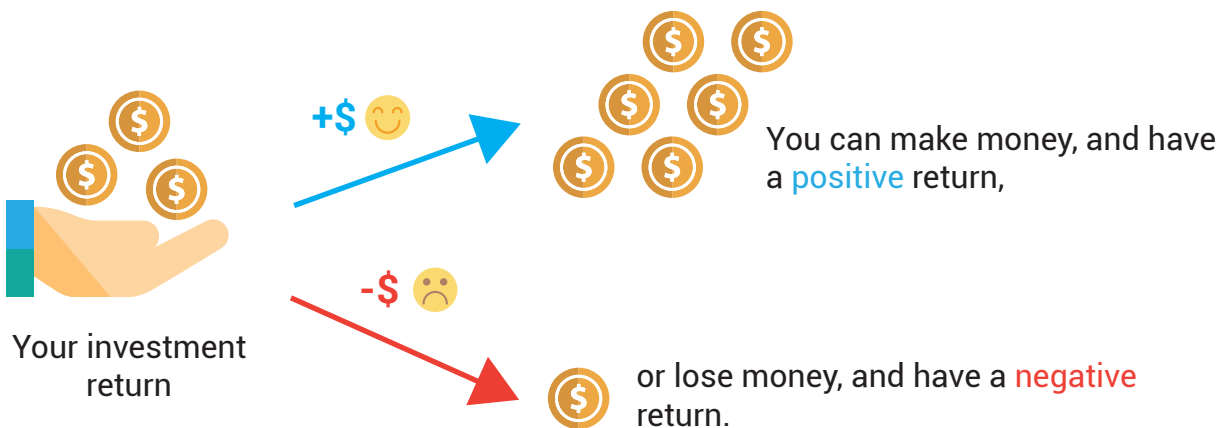 +$
You can make money, and have
a positive return,
-$
Your investment
return
or lose money, and have a negative
return.